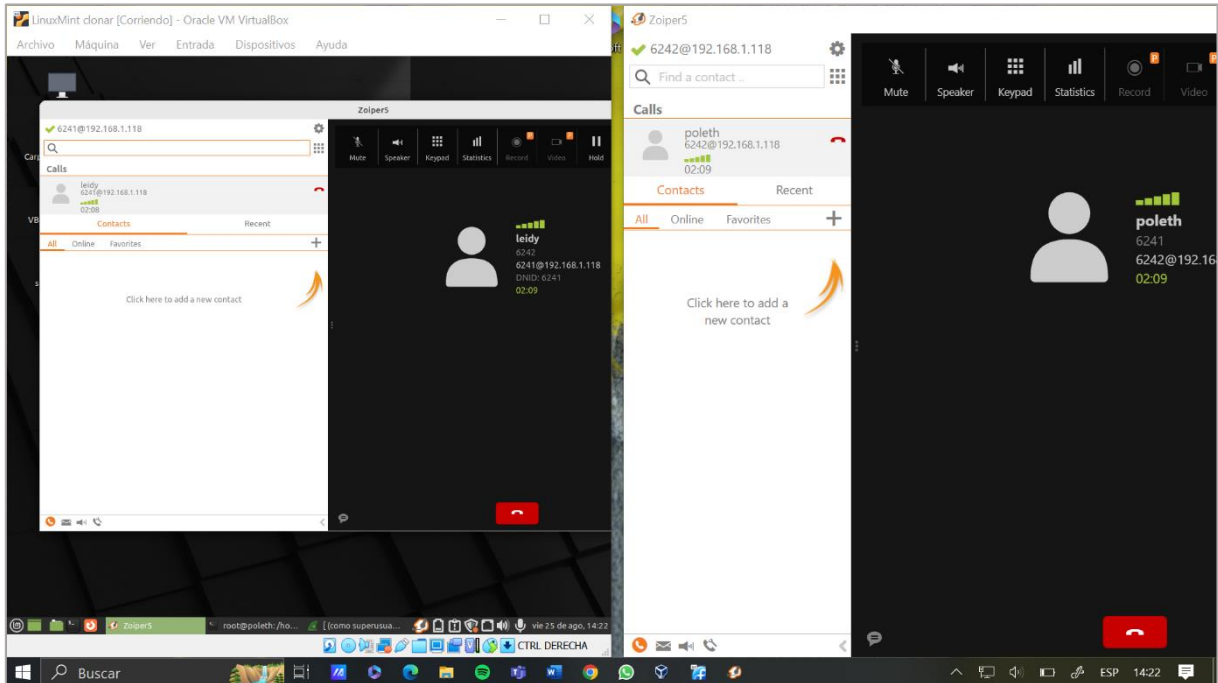 LinuxMint clonar [Corriendo] - Oracle VM VirtualBox
Archivo Máquina Ver Entrada Dispositivos Ayuda
Zoiper5
6241@192.168.1.118
Calls
leidy
6241@192.168.1.118
02:08
Contacts Recent
All Online Favorites
Click here to add a new contact
Mute Speaker Keypad Statistics Record Video Hold
P P
leidy
6242
6241@192.168.1.118
DNID: 6241
02:09
Zoiper5 root@poleth: /ho... [(como superusua... vie 25 de ago, 14:22
CTRL DERECHA
Zoiper5
6242@192.168.1.118
Find a contact ..
Calls
poleth
6242@192.168.1.118
02:09
Contacts Recent
All Online Favorites
Click here to add a
new contact
Mute Speaker Keypad Statistics Record Video
P P
poleth
6241
6242@192.16
02:09
Buscar
ESP 14:22